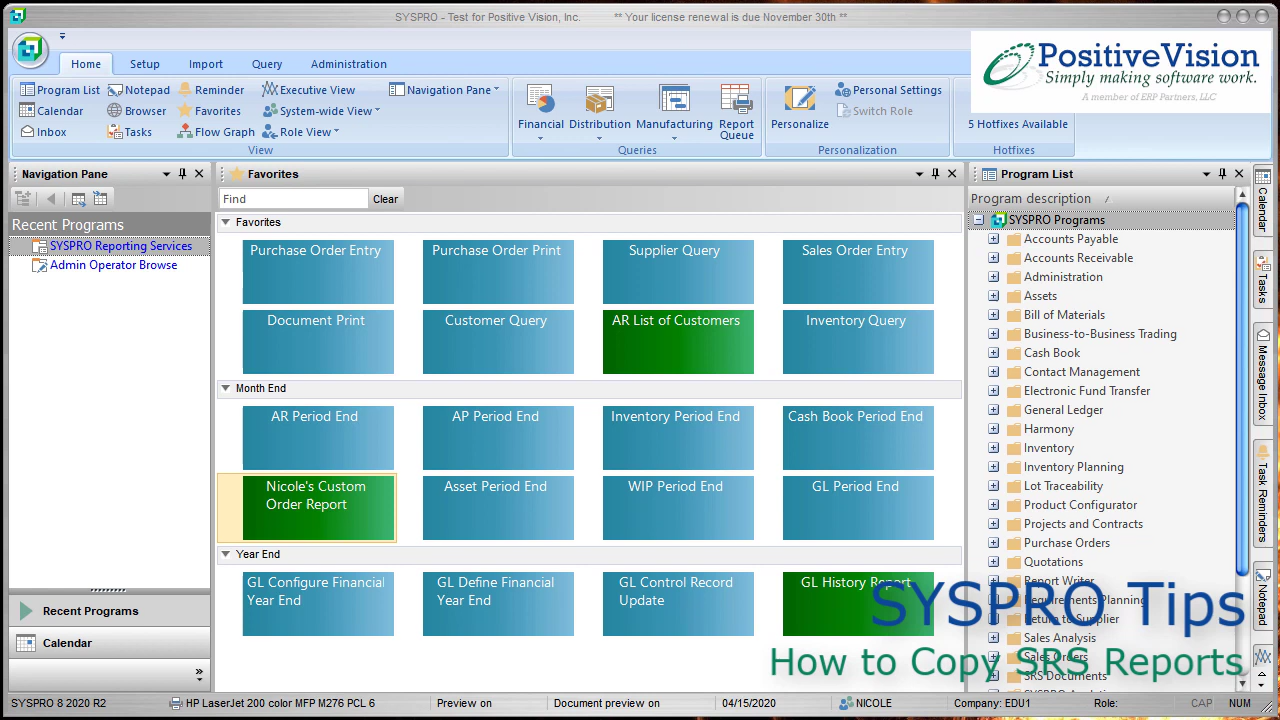 SYSPRO - Test for Positive Vision, Inc. ** Your license renewal is due November 30th **
Home Setup Import Query Administration
PositiveVision
Simply making software work.
A member of ERP Partners, LLC
Program List Notepad Reminder Executive View Navigation Pane
Calendar Browser Favorites System-wide View
Inbox Tasks Flow Graph Role View
View
Financial Distribution Manufacturing Report Queue
Queries
Personalize Personal Settings
Switch Role
Personalization
5 Hotfixes Available
Hotfixes
Navigation Pane
Recent Programs
SYSPRO Reporting Services
Admin Operator Browse
Recent Programs
Calendar
Favorites
Find Clear
Favorites
Purchase Order Entry Purchase Order Print Supplier Query Sales Order Entry
Document Print Customer Query AR List of Customers Inventory Query
Month End
AR Period End AP Period End Inventory Period End Cash Book Period End
Nicole's Custom Order Report Asset Period End WIP Period End GL Period End
Year End
GL Configure Financial Year End GL Define Financial Year End GL Control Record Update GL History Report
Program List
Program description
SYSPRO Programs
Accounts Payable
Accounts Receivable
Administration
Assets
Bill of Materials
Business-to-Business Trading
Cash Book
Contact Management
Electronic Fund Transfer
General Ledger
Harmony
Inventory
Inventory Planning
Lot Traceability
Product Configurator
Projects and Contracts
Purchase Orders
Quotations
Report Writer
Requirements Planning
Return to Supplier
Sales Analysis
Sales Orders
SRS Documents
Calendar
Tasks
Message Inbox
Task Reminders
Notepad
SYSPRO Tips
How to Copy SRS Reports
SYSPRO 8 2020 R2 HP LaserJet 200 color MFP M276 PCL 6 Preview on Document preview on 04/15/2020 NICOLE Company: EDU1 Role: CAP NUM